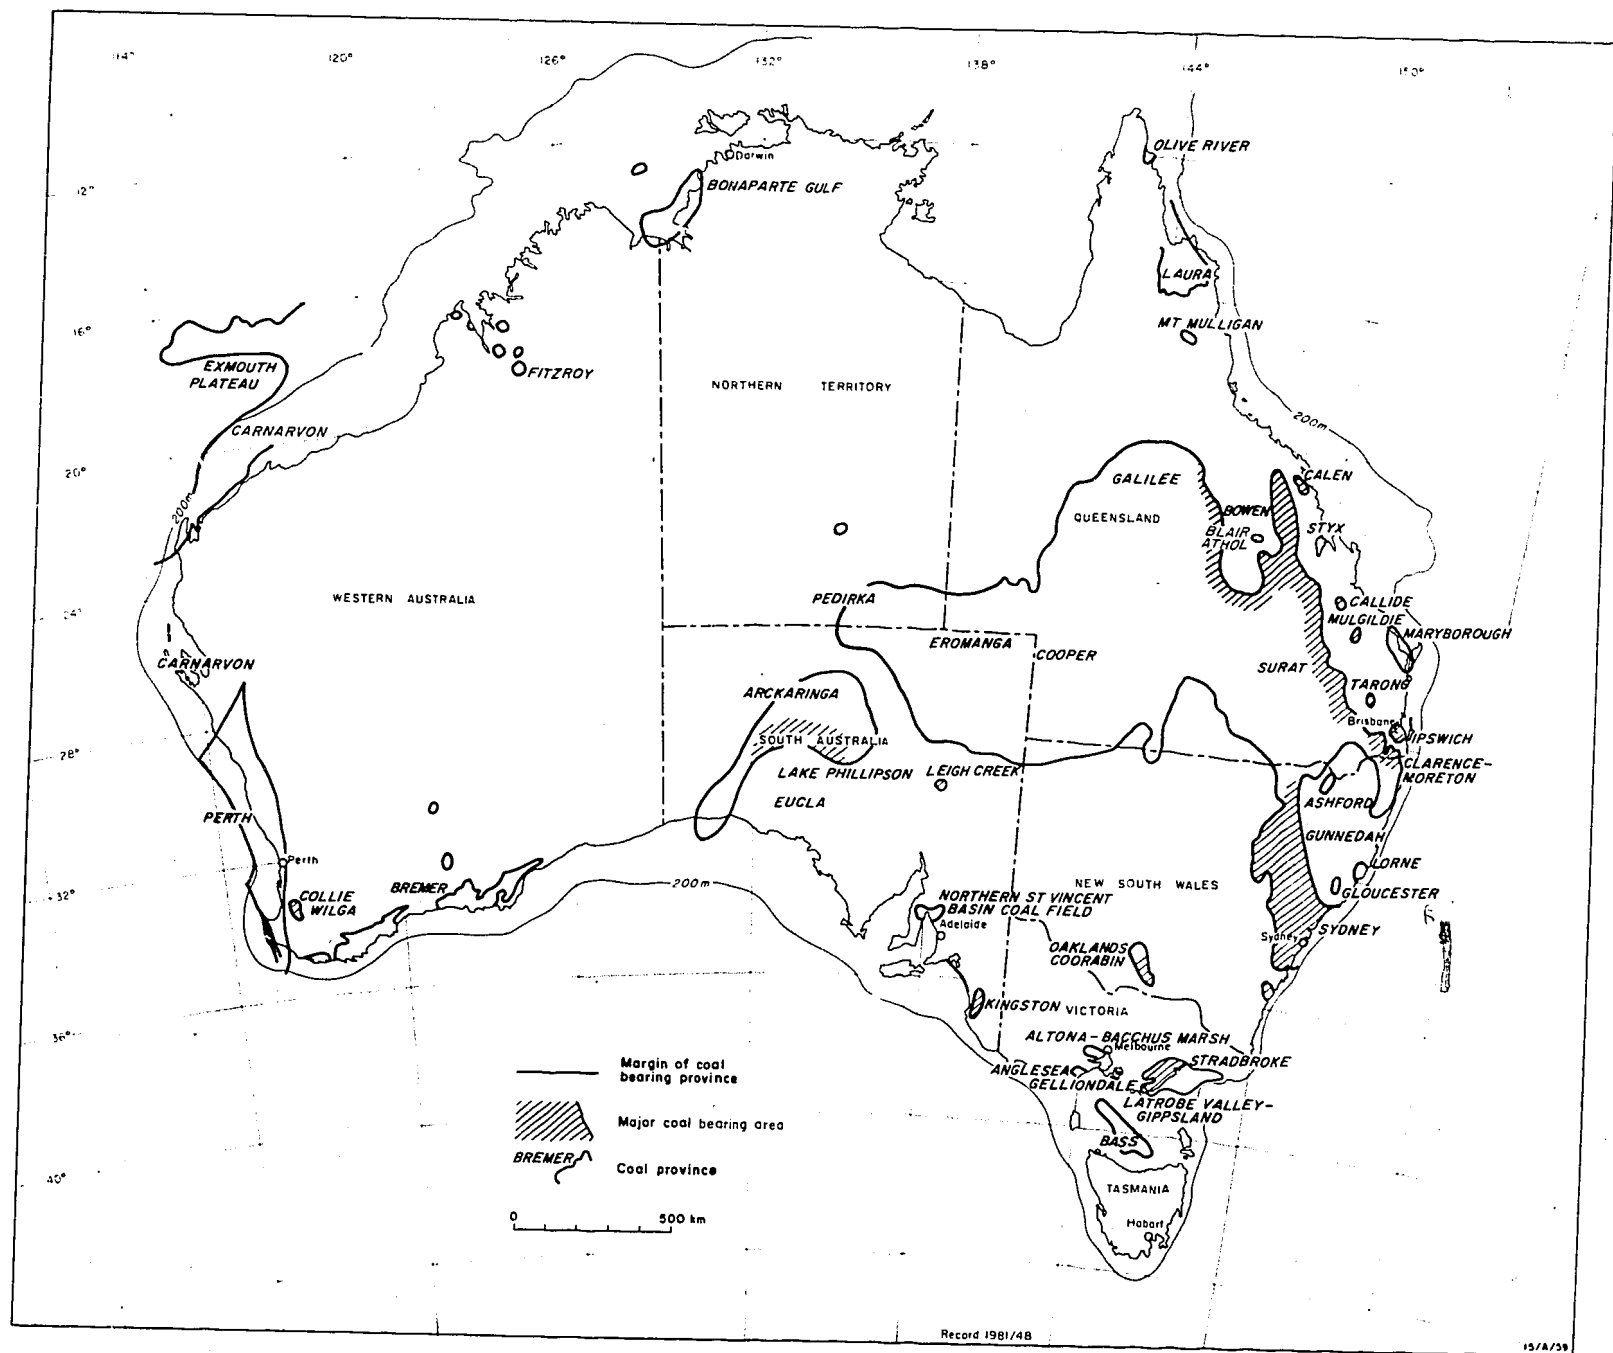 114°
120°
126°
132°
138°
144°
150°
OLIVE RIVER
Darwin
12°
BONAPARTE GULF
LAURA
MT MULLIGAN
16°
EXMOUTH
PLATEAU
FITZROY
NORTHERN TERRITORY
CARNARVON
200m
20°
GALILEE
CALEN
200m
QUEENSLAND
BOWEN
BLAIR
ATHOL
STYX
WESTERN AUSTRALIA
24°
PEDIRKA
CALLIDE
MULGILDIE
MARYBOROUGH
EROMANGA
COOPER
CARNARVON
SURAT
ARCKARINGA
TARONG
Brisbane
28°
SOUTH AUSTRALIA
IPSWICH
LAKE PHILLIPSON
LEIGH CREEK
CLARENCE-
MORETON
EUCLA
ASHFORD
PERTH
GUNNEDAH
Perth
LORNE
32°
COLLIE
WILGA
BREMER
200m
NEW SOUTH WALES
GLOUCESTER
NORTHERN ST VINCENT
BASIN COAL FIELD
Adelaide
Sydney
SYDNEY
OAKLANDS
COORABIN
KINGSTON
VICTORIA
36°
ALTONA-BACCHUS MARSH
Melbourne
STRADBROKE
ANGLESEA
GELLIONDALE
LATROBE VALLEY-
GIPPSLAND
BASS
Margin of coal
bearing province
Major coal bearing area
BREMER
Coal province
40°
TASMANIA
Hobart
0
500 km
Record 1981/48
15/A/59